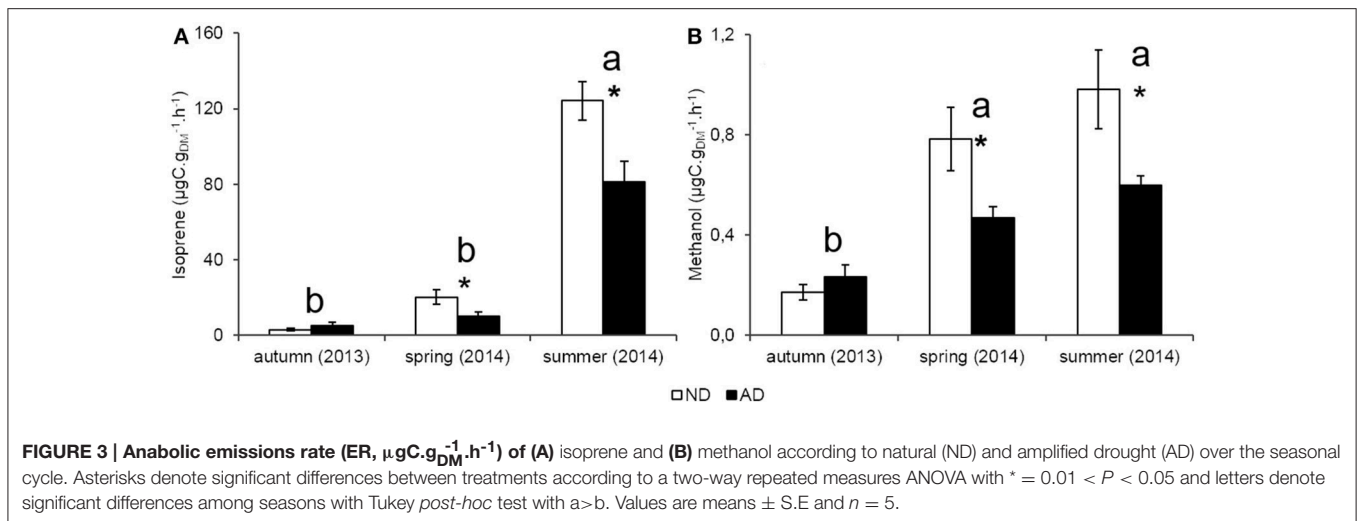 A
B
160
120
80
40
0
Isoprene (µgC.gDM-1.h-1)
b
b
*
a
*
autumn (2013) spring (2014) summer (2014)
1,2
0,8
0,4
0,0
Methanol (µgC.gDM-1.h-1)
b
a
*
a
*
autumn (2013) spring (2014) summer (2014)
ND AD
FIGURE 3 | Anabolic emissions rate (ER, µgC.gDM-1.h-1) of (A) isoprene and (B) methanol according to natural (ND) and amplified drought (AD) over the seasonal
cycle. Asterisks denote significant differences between treatments according to a two-way repeated measures ANOVA with * = 0.01 < P < 0.05 and letters denote
significant differences among seasons with Tukey post-hoc test with a>b. Values are means ± S.E and n = 5.